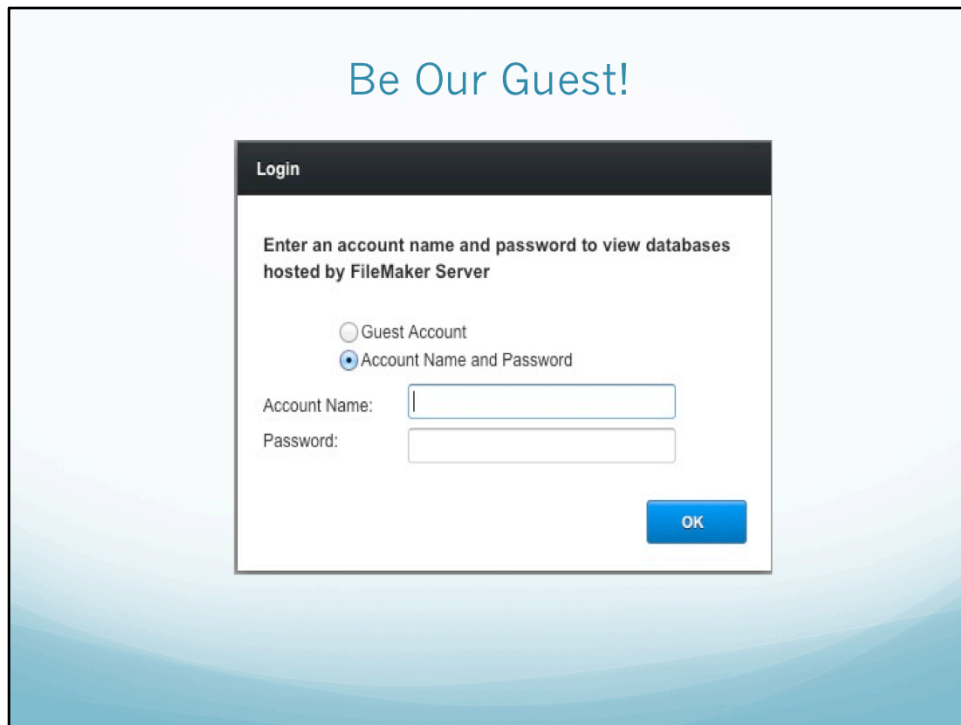 Be Our Guest!
Login
Enter an account name and password to view databases
hosted by FileMaker Server
Guest Account
Account Name and Password
Account Name:
Password:
OK